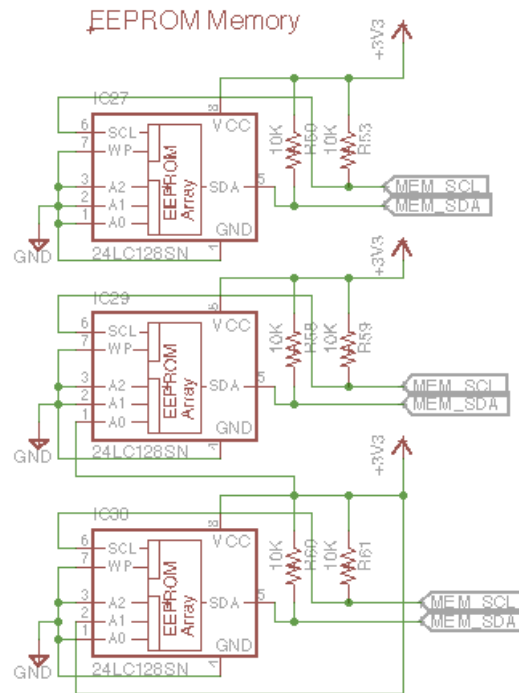 EEPROM Memory
+3V3
IC27
8
VCC
6 SCL
7 WP
3 A2
2 A1
1 A0
EEPROM
Array
SDA 5
GND
4
10K
R50
10K
R53
MEM_SCL
MEM_SDA
GND
24LC128SN
+3V3
IC29
8
VCC
6 SCL
7 WP
3 A2
2 A1
1 A0
EEPROM
Array
SDA 5
GND
4
10K
R58
10K
R59
MEM_SCL
MEM_SDA
GND
24LC128SN
+3V3
IC30
8
VCC
6 SCL
7 WP
3 A2
2 A1
1 A0
EEPROM
Array
SDA 5
GND
4
10K
R60
10K
R61
MEM_SCL
MEM_SDA
GND
24LC128SN